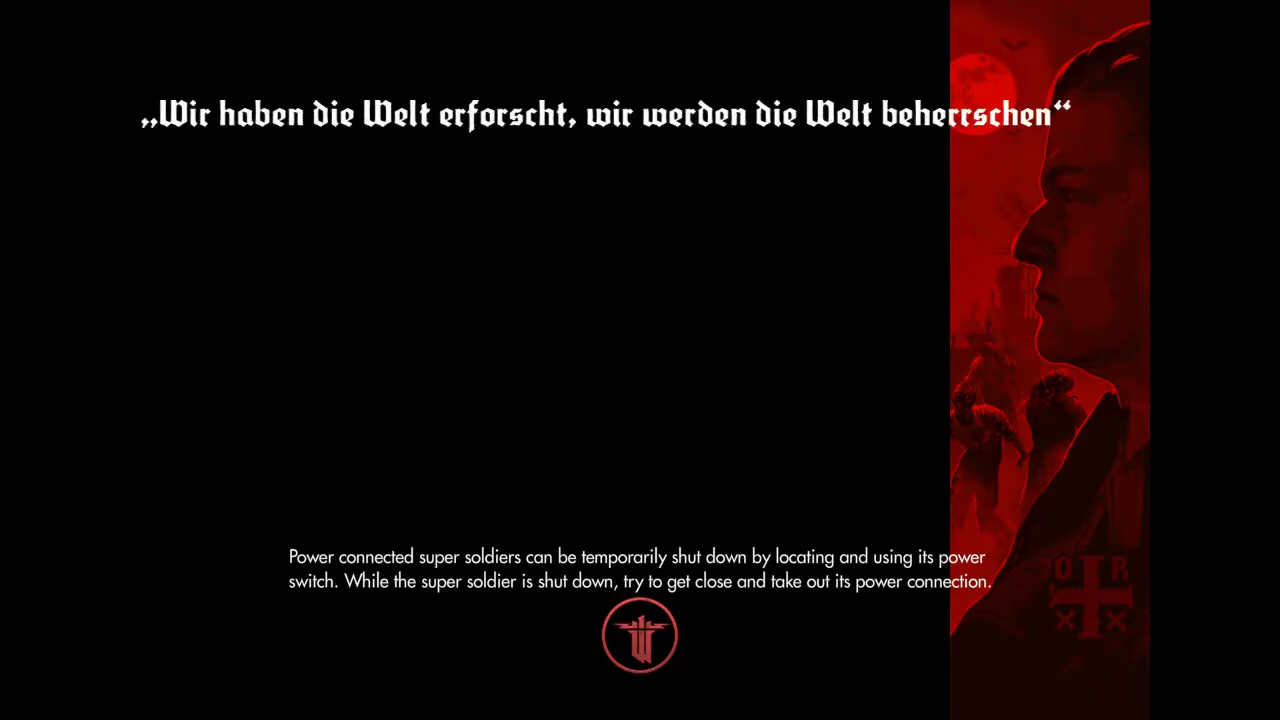 „Wir haben die Welt erforscht, wir werden die Welt beherrschen“
Power connected super soldiers can be temporarily shut down by locating and using its power
switch. While the super soldier is shut down, try to get close and take out its power connection.
O R
X X
W